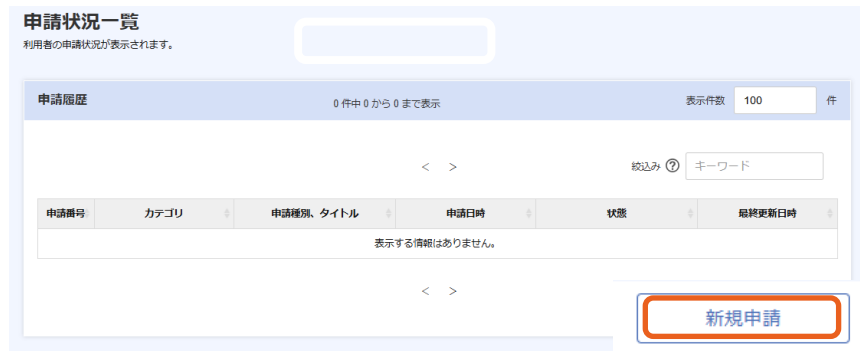 申請状況一覧
利用者の申請状況が表示されます。
申請履歴 0 件中 0 から 0 まで表示 表示件数 100 件
< >
絞込み ? キーワード
申請番号 カテゴリ 申請種別、タイトル 申請日時 状態 最終更新日時
表示する情報はありません。
< >
新規申請